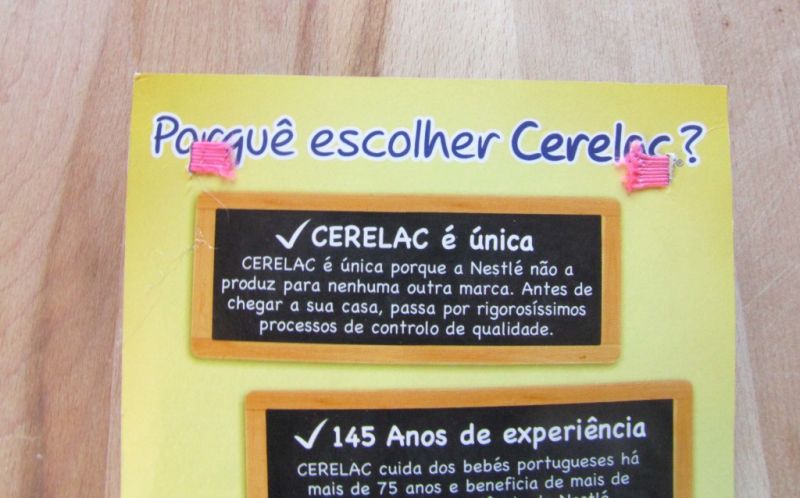 Porquê escolher Cerelac?
CERELAC é única
CERELAC é única porque a Nestlé não a
produz para nenhuma outra marca. Antes de
chegar a sua casa, passa por rigorosíssimos
processos de controlo de qualidade.
145 Anos de experiência
CERELAC cuida dos bebés portugueses há
mais de 75 anos e beneficia de mais de
Nestlé